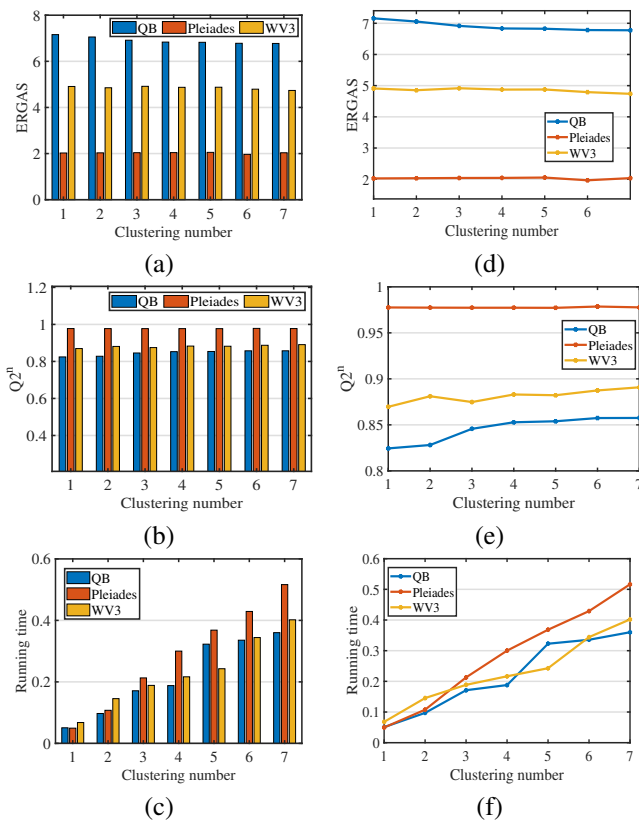 8
6
4
2
0
ERGAS
QB Pleiades WV3
1 2 3 4 5 6 7
Clustering number
(a)
7
6
5
4
3
2
ERGAS
QB
Pleiades
WV3
1 2 3 4 5 6
Clustering number
(d)
1.2
1
0.8
0.6
0.4
Q2ⁿ
QB Pleiades WV3
1 2 3 4 5 6 7
Clustering number
(b)
1
0.95
0.9
0.85
0.8
Q2ⁿ
QB
Pleiades
WV3
1 2 3 4 5 6 7
Clustering number
(e)
0.6
0.4
0.2
0
Running time
QB
Pleiades
WV3
1 2 3 4 5 6 7
Clustering number
(c)
0.6
0.5
0.4
0.3
0.2
0.1
0
Running time
QB
Pleiades
WV3
1 2 3 4 5 6 7
Clustering number
(f)